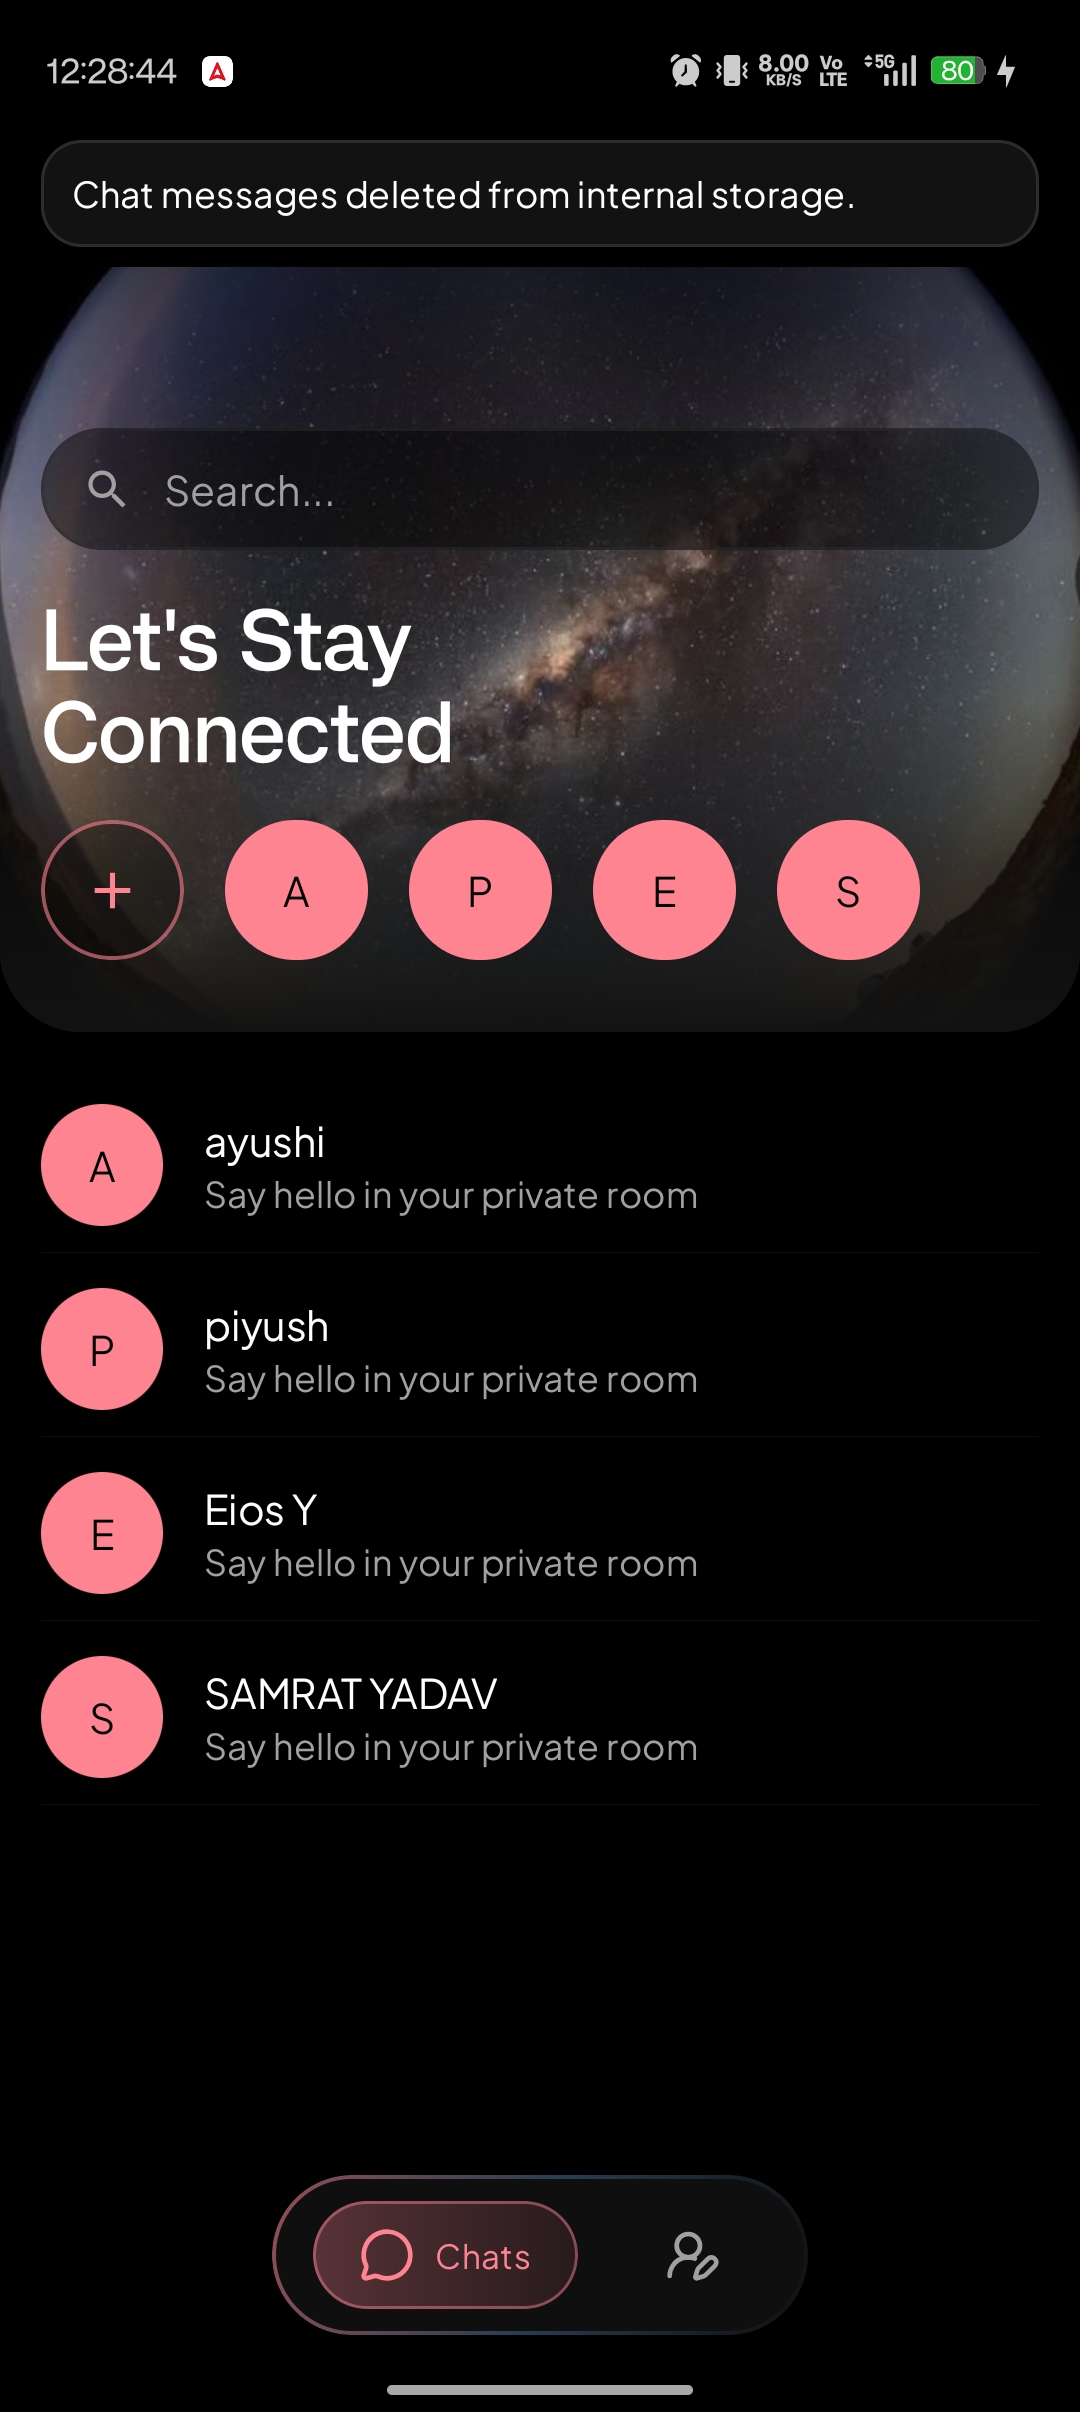 12:28:44 8.00 KB/S Vo LTE 5G 80
Chat messages deleted from internal storage.
Search...
Let's Stay
Connected
+ A P E S
A
ayushi
Say hello in your private room
P
piyush
Say hello in your private room
E
Eios Y
Say hello in your private room
S
SAMRAT YADAV
Say hello in your private room
Chats